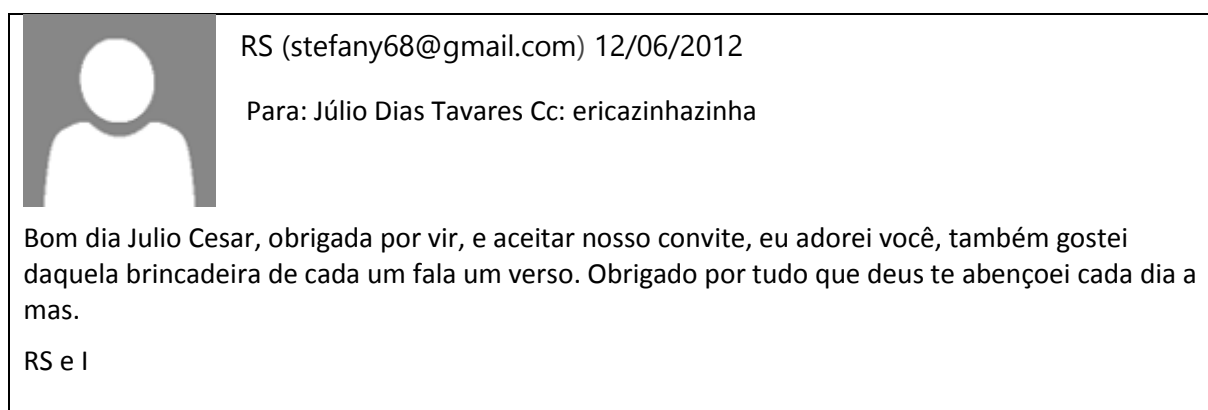 RS (stefany68@gmail.com) 12/06/2012
Para: Júlio Dias Tavares Cc: ericazinhazinha
Bom dia Julio Cesar, obrigada por vir, e aceitar nosso convite, eu adorei você, também gostei
daquela brincadeira de cada um fala um verso. Obrigado por tudo que deus te abençoei cada dia a
mas.
RS e I